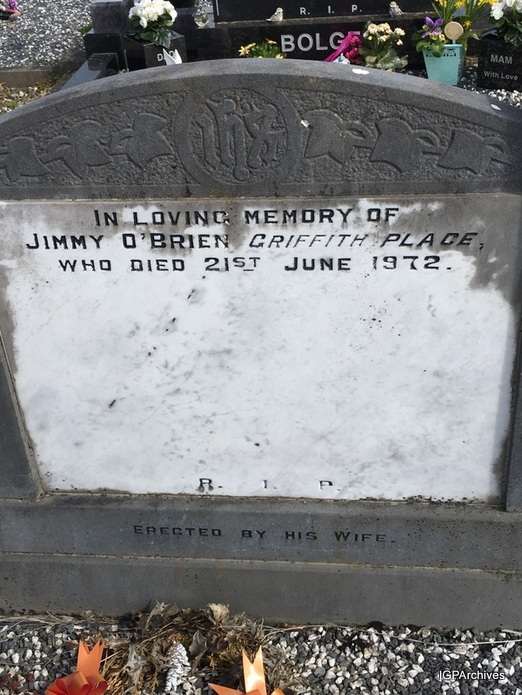 R. I. P.
BOLG
DAD
MAM
With Love
IHS
IN LOVING MEMORY OF
JIMMY O'BRIEN GRIFFITH PLACE,
WHO DIED 21ST JUNE 1972.
R. I. P.
ERECTED BY HIS WIFE.
IGPArchives